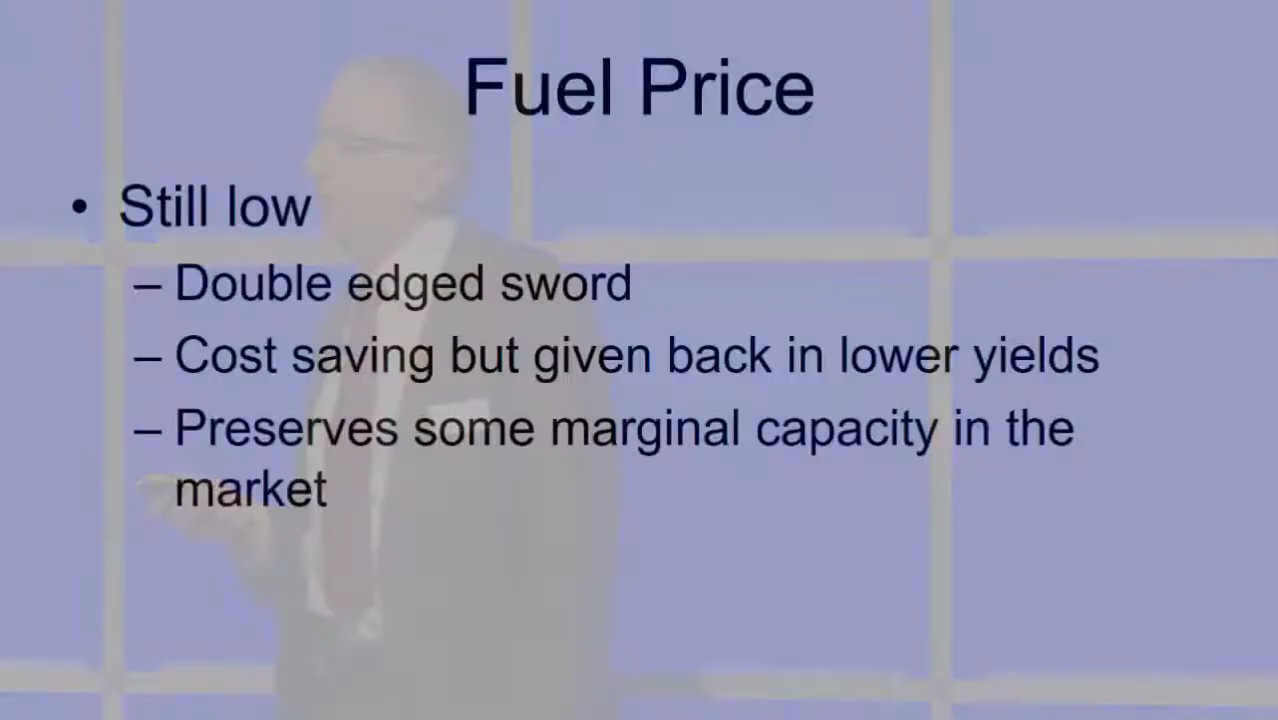 Fuel Price
• Still low
– Double edged sword
– Cost saving but given back in lower yields
– Preserves some marginal capacity in the
market